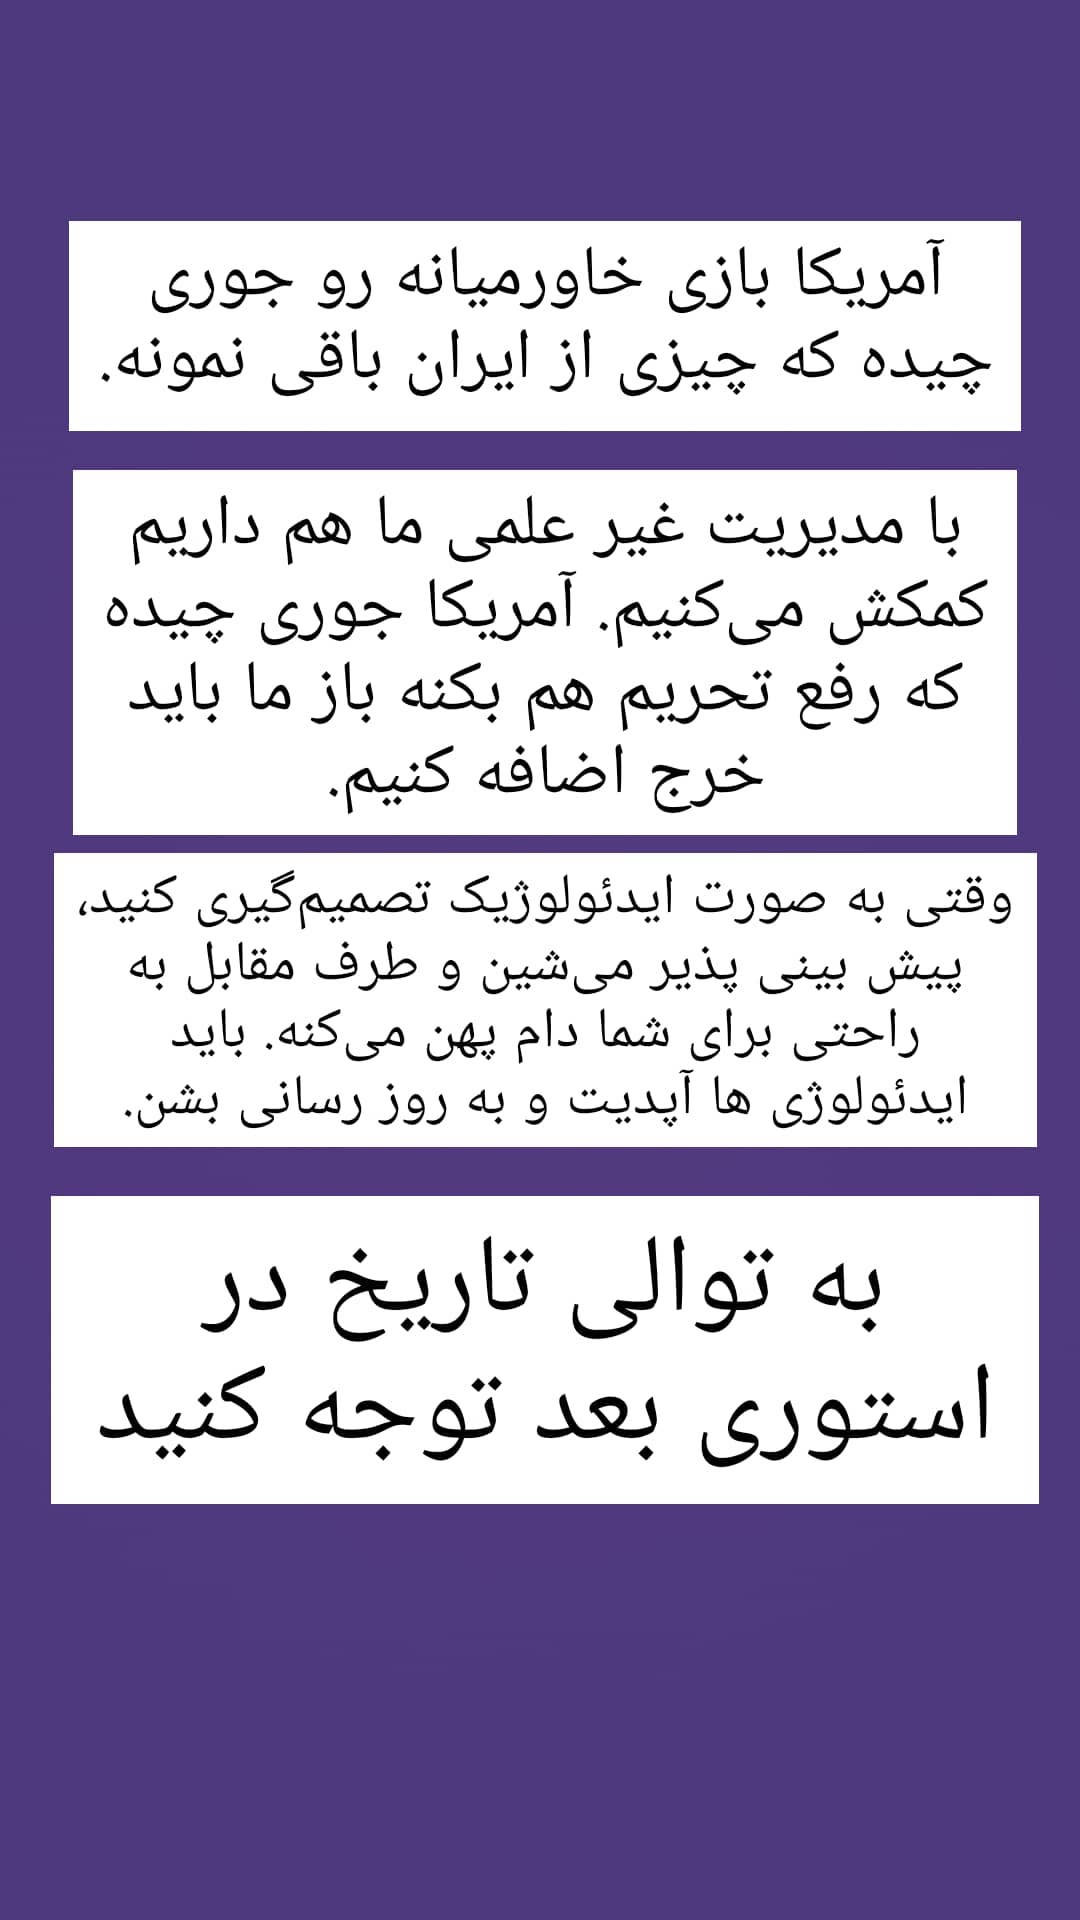 آمریکا بازی خاورمیانه رو جوری
چیده که چیزی از ایران باقی نمونه.
با مدیریت غیر علمی ما هم داریم
کمکش می‌کنیم. آمریکا جوری چیده
که رفع تحریم هم بکنه باز ما باید
خرج اضافه کنیم.
وقتی به صورت ایدئولوژیک تصمیم‌گیری کنید،
پیش بینی پذیر می‌شین و طرف مقابل به
راحتی برای شما دام پهن می‌کنه. باید
ایدئولوژی ها آپدیت و به روز رسانی بشن.
به توالی تاریخ در
استوری بعد توجه کنید